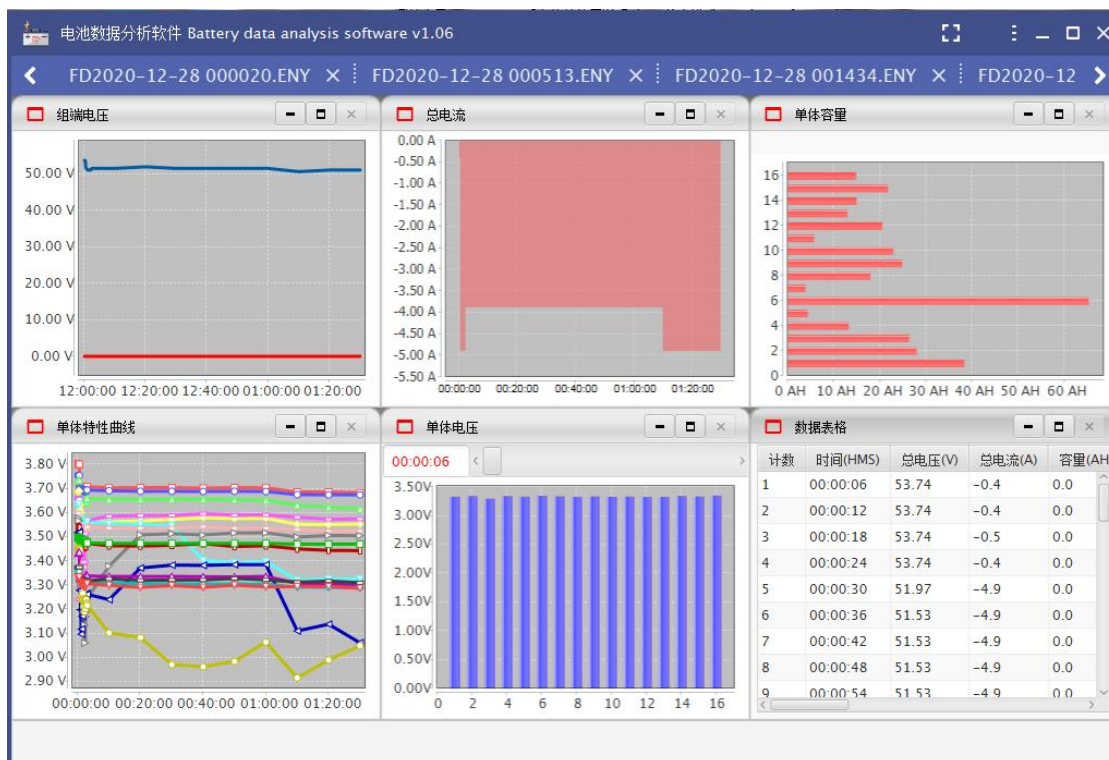 电池数据分析软件 Battery data analysis software v1.06
FD2020-12-28 000020.ENY
FD2020-12-28 000513.ENY
FD2020-12-28 001434.ENY
FD2020-12
组端电压
50.00 V
40.00 V
30.00 V
20.00 V
10.00 V
0.00 V
12:00:00 12:20:00 12:40:00 01:00:00 01:20:00
总电流
0.00 A
-0.50 A
-1.00 A
-1.50 A
-2.00 A
-2.50 A
-3.00 A
-3.50 A
-4.00 A
-4.50 A
-5.00 A
-5.50 A
00:00:00 00:20:00 00:40:00 01:00:00 01:20:00
单体容量
16
14
12
10
8
6
4
2
0
0 AH 10 AH 20 AH 30 AH 40 AH 50 AH 60 AH
单体特性曲线
3.80 V
3.70 V
3.60 V
3.50 V
3.40 V
3.30 V
3.20 V
3.10 V
3.00 V
2.90 V
00:00:00 00:20:00 00:40:00 01:00:00 01:20:00
单体电压
00:00:06
3.50V
3.00V
2.50V
2.00V
1.50V
1.00V
0.50V
0.00V
0 2 4 6 8 10 12 14 16
数据表格
计数 时间(HMS) 总电压(V) 总电流(A) 容量(AH
1 00:00:06 53.74 -0.4 0.0
2 00:00:12 53.74 -0.4 0.0
3 00:00:18 53.74 -0.5 0.0
4 00:00:24 53.74 -0.4 0.0
5 00:00:30 51.97 -4.9 0.0
6 00:00:36 51.53 -4.9 0.0
7 00:00:42 51.53 -4.9 0.0
8 00:00:48 51.53 -4.9 0.0
9 00:00:54 51.53 -4.9 0.0